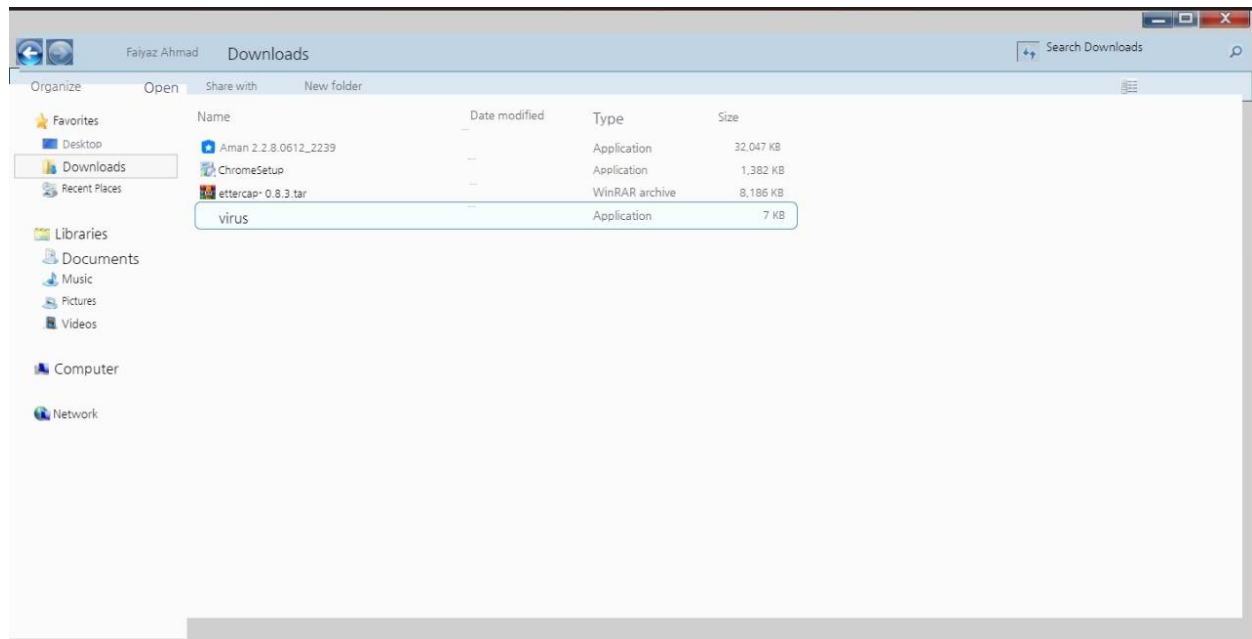 Faiyaz Ahmad Downloads Search Downloads
Organize Open Share with New folder
Favorites
Desktop
Downloads
Recent Places
Libraries
Documents
Music
Pictures
Videos
Computer
Network
Name Date modified Type Size
Aman 2.2.8.0612_2239 Application 32,047 KB
ChromeSetup Application 1,382 KB
ettercap- 0.8.3.tar WinRAR archive 8,186 KB
virus Application 7 KB